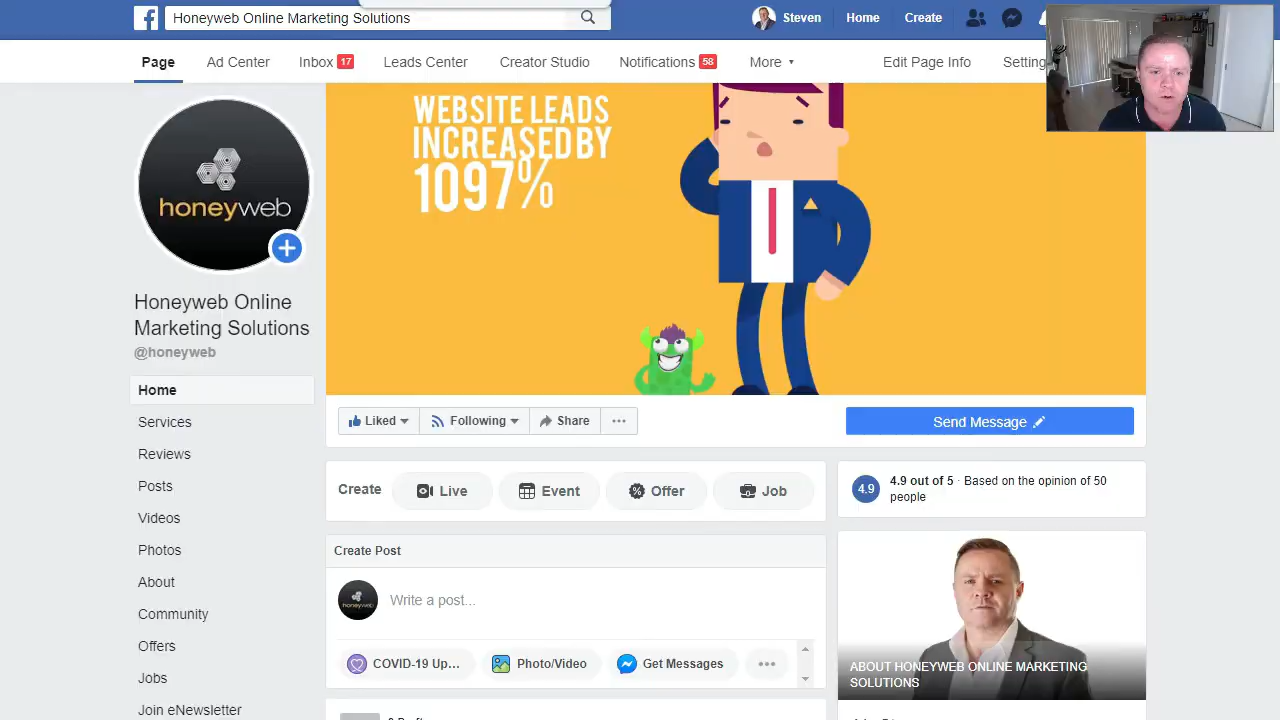 Honeyweb Online Marketing Solutions
Steven
Home
Create
Page
Ad Center
Inbox 17
Leads Center
Creator Studio
Notifications 58
More
Edit Page Info
Setting
WEBSITE LEADS
INCREASED BY
1097%
honeyweb
Honeyweb Online
Marketing Solutions
@honeyweb
Home
Services
Reviews
Posts
Videos
Photos
About
Community
Offers
Jobs
Join eNewsletter
Liked
Following
Share
Send Message
Create
Live
Event
Offer
Job
4.9
4.9 out of 5 · Based on the opinion of 50
people
Create Post
honeyweb
Write a post...
COVID-19 Up...
Photo/Video
Get Messages
ABOUT HONEYWEB ONLINE MARKETING
SOLUTIONS